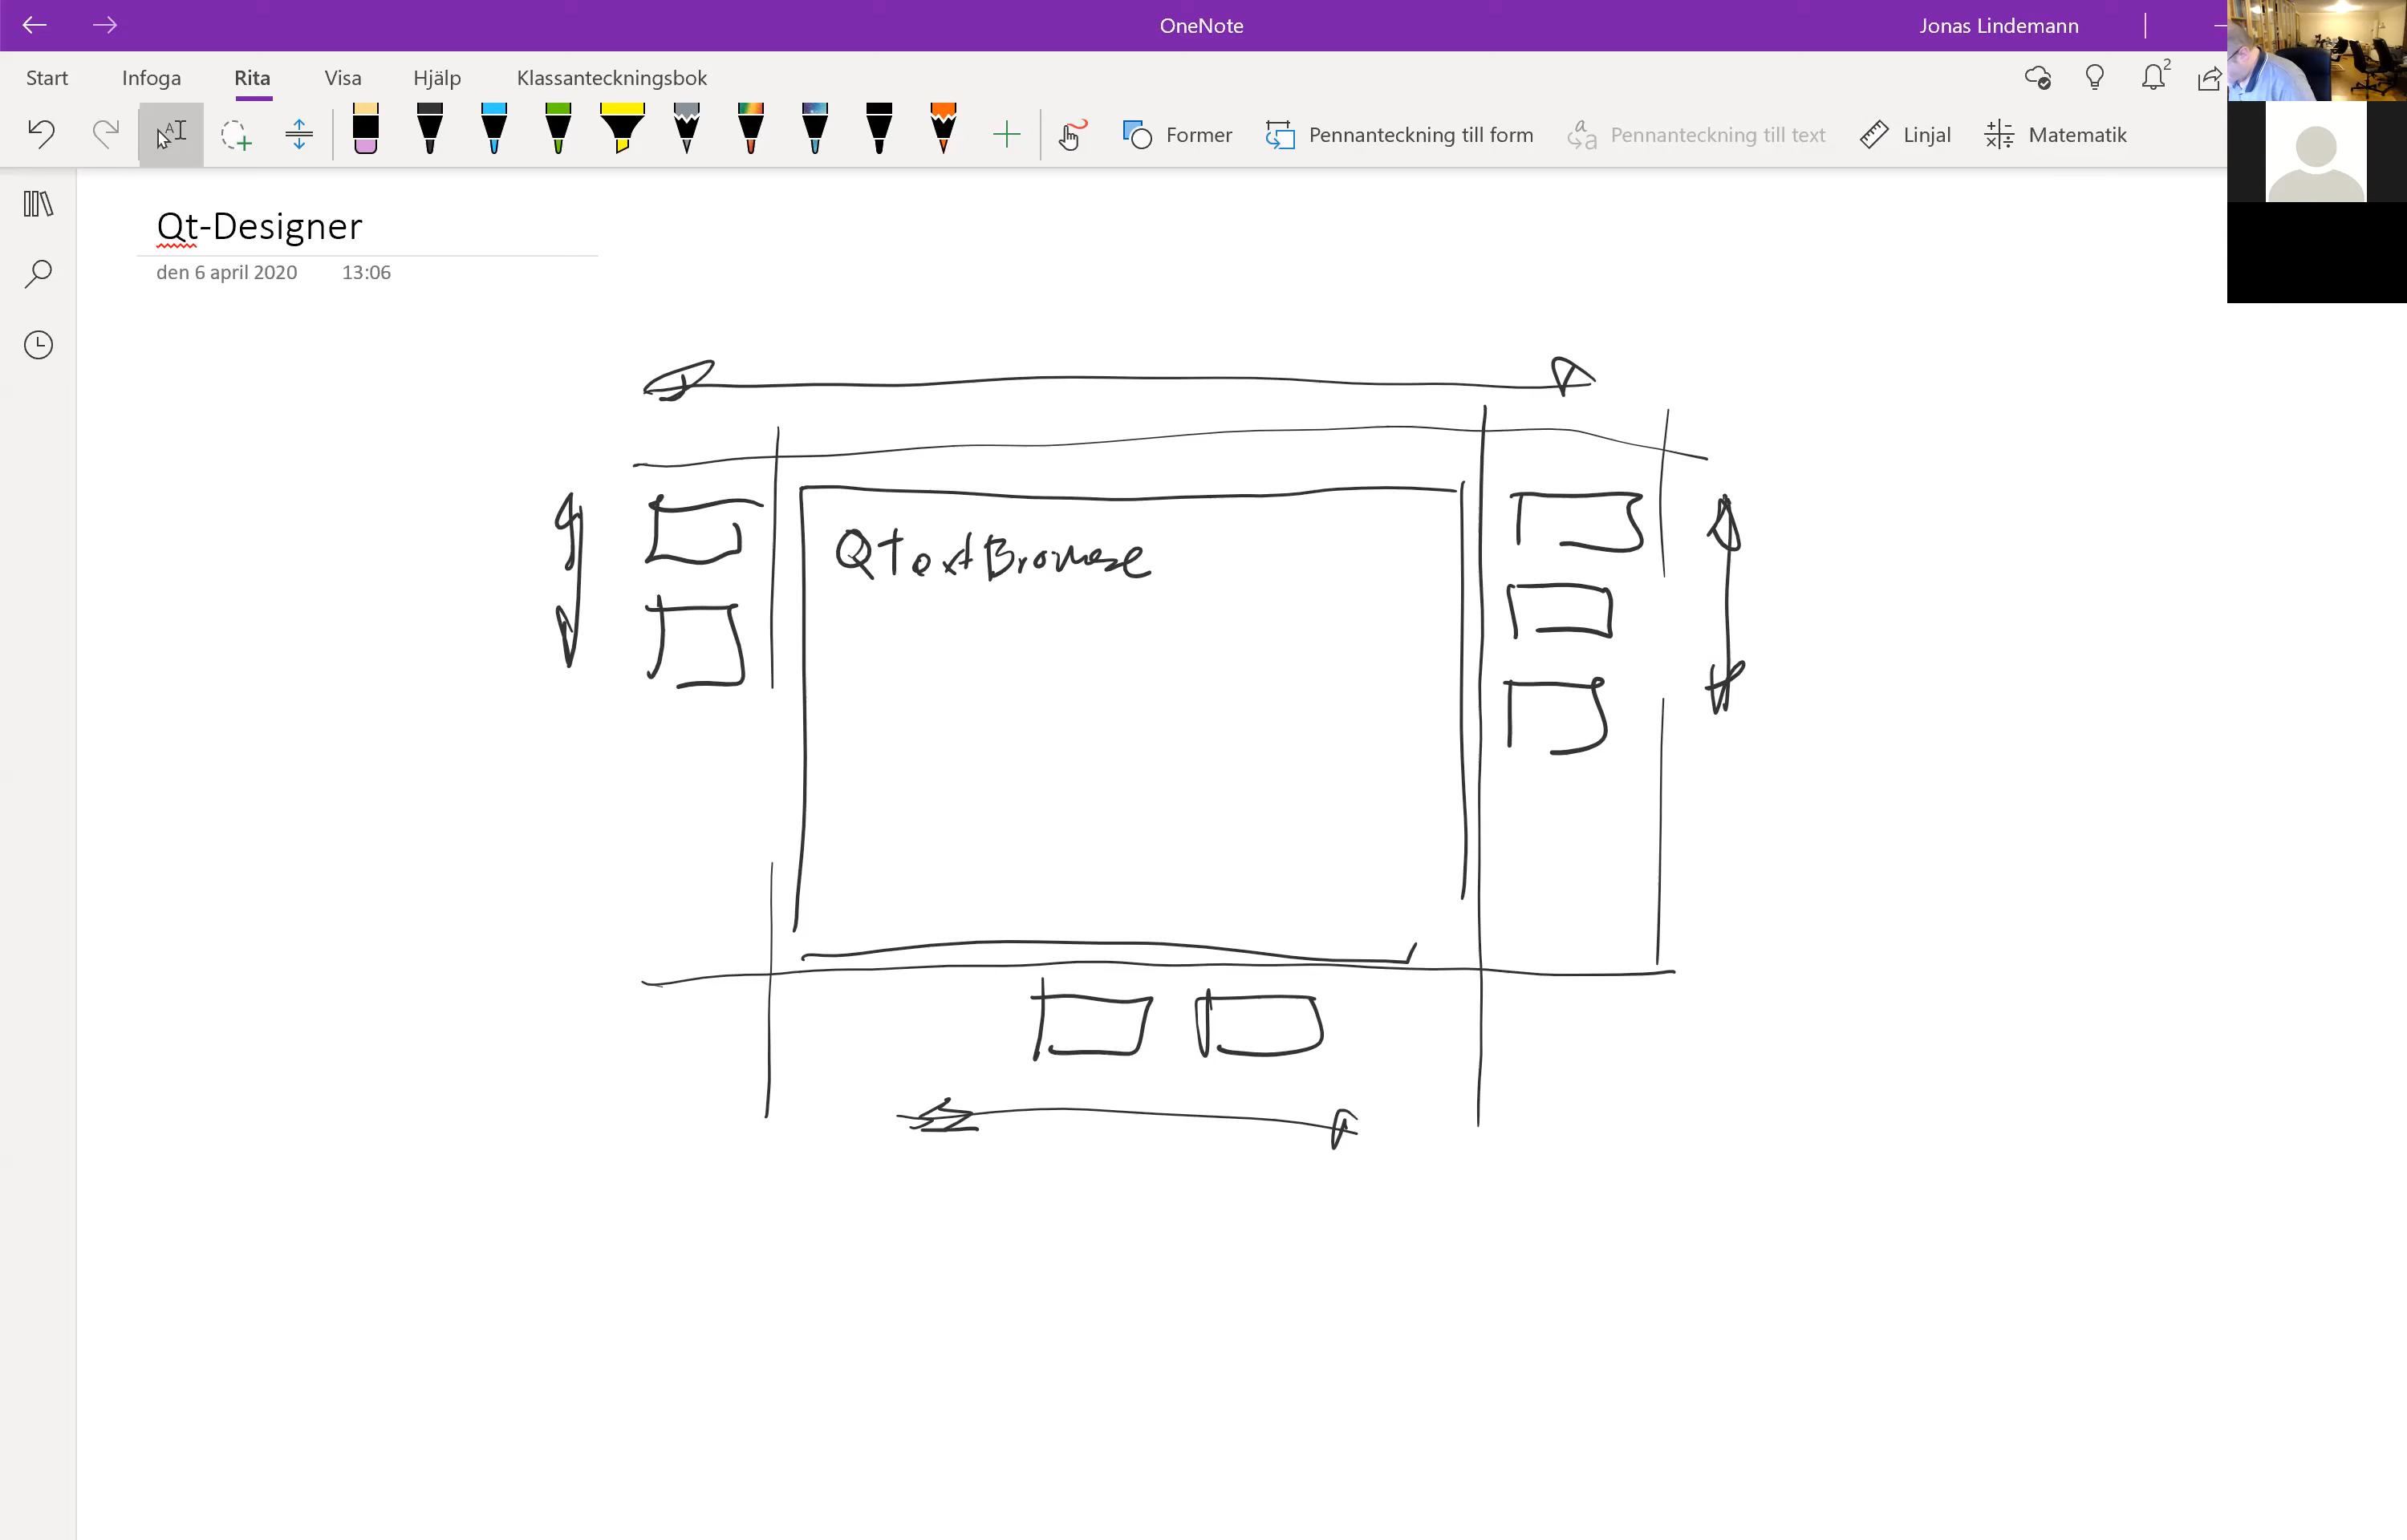 OneNote Jonas Lindemann
Start Infoga Rita Visa Hjälp Klassanteckningsbok
2
Former Pennanteckning till form Pennanteckning till text Linjal Matematik
Qt-Designer
den 6 april 2020 13:06
QTextBrowse